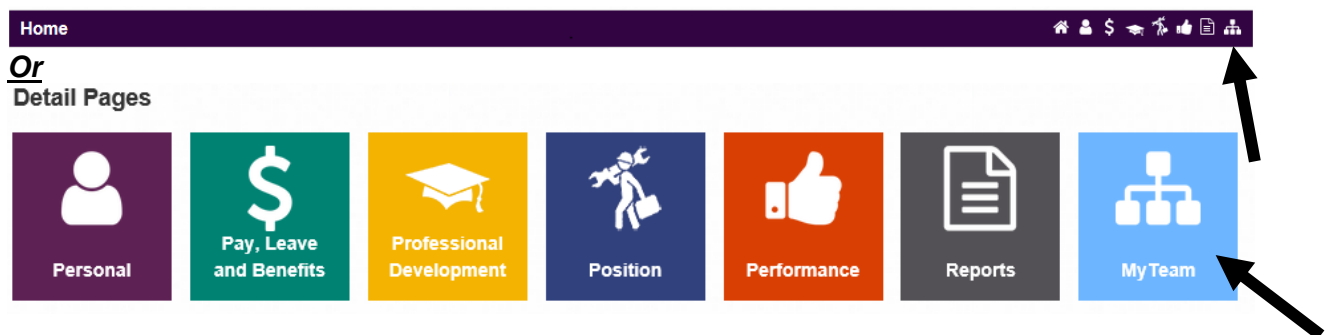 Home
Or
Detail Pages
Personal
Pay, Leave
and Benefits
Professional
Development
Position
Performance
Reports
MyTeam